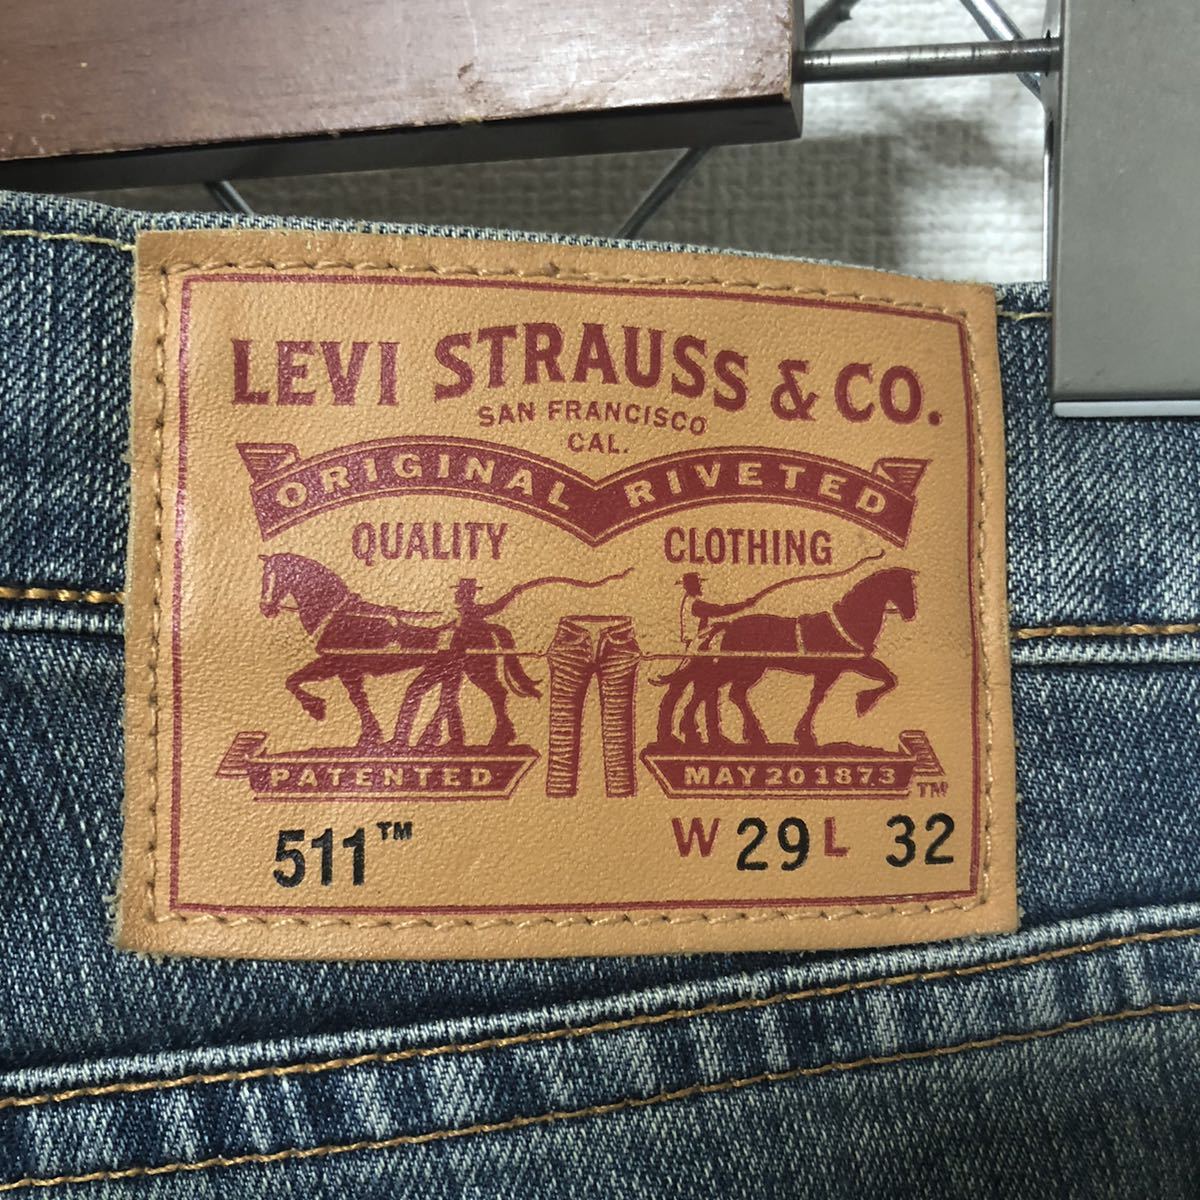 LEVI STRAUSS & CO.
SAN FRANCISCO
CAL.
ORIGINAL RIVETED
QUALITY CLOTHING
PATENTED MAY 20 1873 ™
511™ W 29 L 32